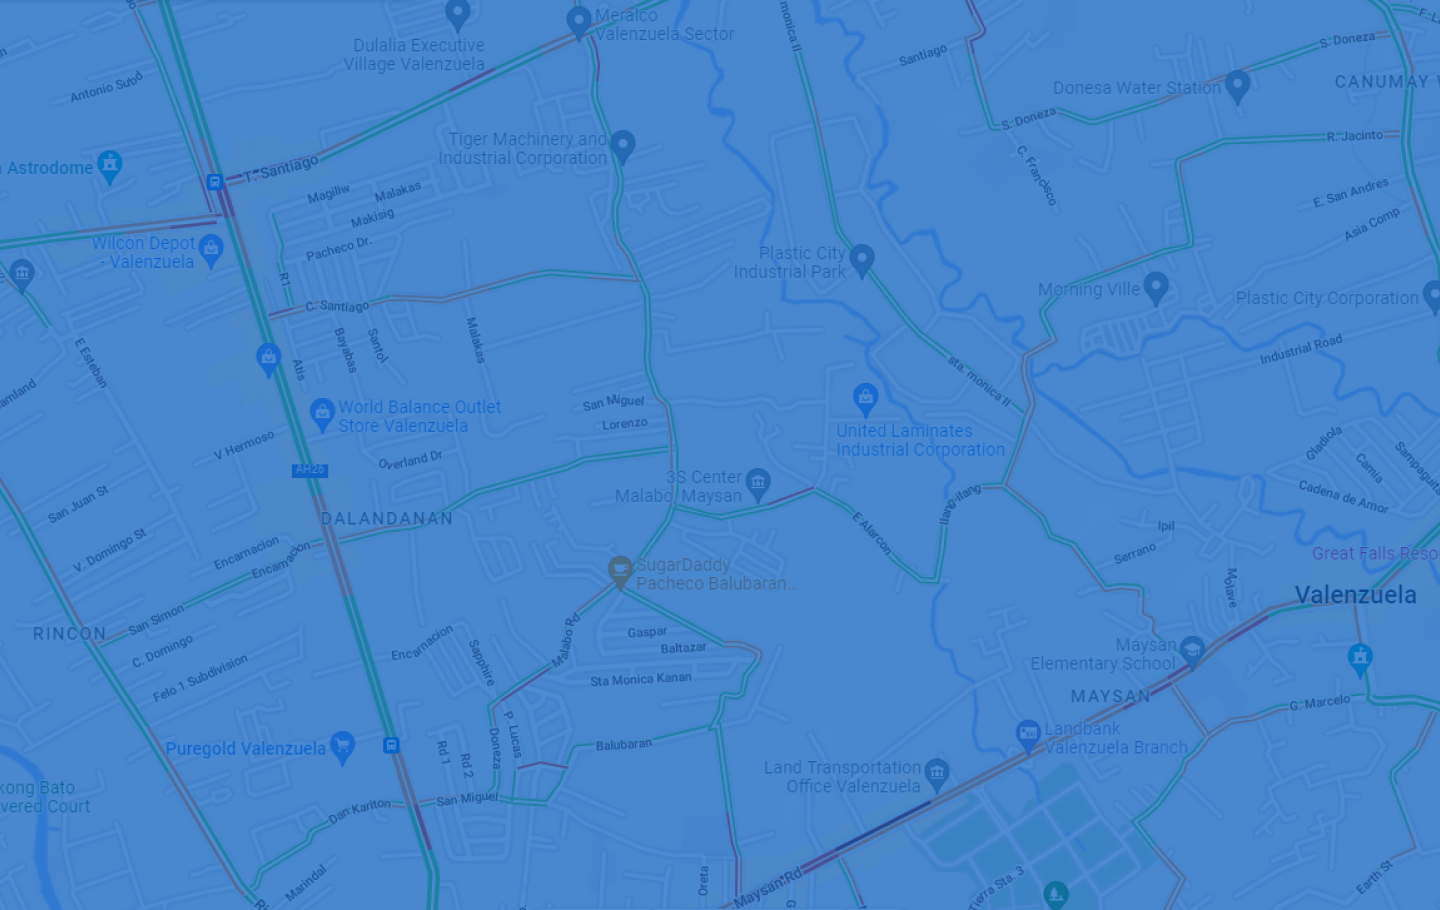 Meralco
Valenzuela Sector
Dulalia Executive
Village Valenzuela
S. Doneza
Santiago
monica II
Antonio Subd
Donesa Water Station
CANUMAY
S. Doneza
R. Jacinto
Tiger Machinery and
Industrial Corporation
Astrodome
T. Santiago
C. Francisco
Magiliw
Malakas
Makisig
E. San Andres
Asia Comp
Wilcon Depot
- Valenzuela
Pacheco Dr.
Plastic City
Industrial Park
R1
C. Santiago
Morning Ville
Plastic City Corporation
E Esteban
Bayabas
Santol
Malakas
Atis
Industrial Road
sta. monica II
San Miguel
Lorenzo
World Balance Outlet
Store Valenzuela
United Laminates
Industrial Corporation
V Hermoso
Overland Dr
Gladiola
Camia
Sampaguita
AH26
3S Center
Malabo, Maysan
San Juan St
DALANDANAN
Ilang-ilang
E Alarcon
Cadena de Amor
V. Domingo St
Encarnacion
Encarnacion
Ipil
Serrano
Great Falls Reso
SugarDaddy
Pacheco Balubaran...
Molave
Valenzuela
San Simon
RINCON
C. Domingo
Felo 1 Subdivision
Encarnacion
Sapphire
Malabo Rd
Gaspar
Baltazar
Sta Monica Kanan
Maysan
Elementary School
MAYSAN
G. Marcelo
Puregold Valenzuela
Rd 1
Rd 2
Doneza
P. Lucas
Balubaran
Landbank
Valenzuela Branch
Land Transportation
Office Valenzuela
kong Bato
vered Court
Dan Kariton
San Miguel
Marindal
Oreta
Maysan Rd
G
Tierra Sta. 3
Earth St